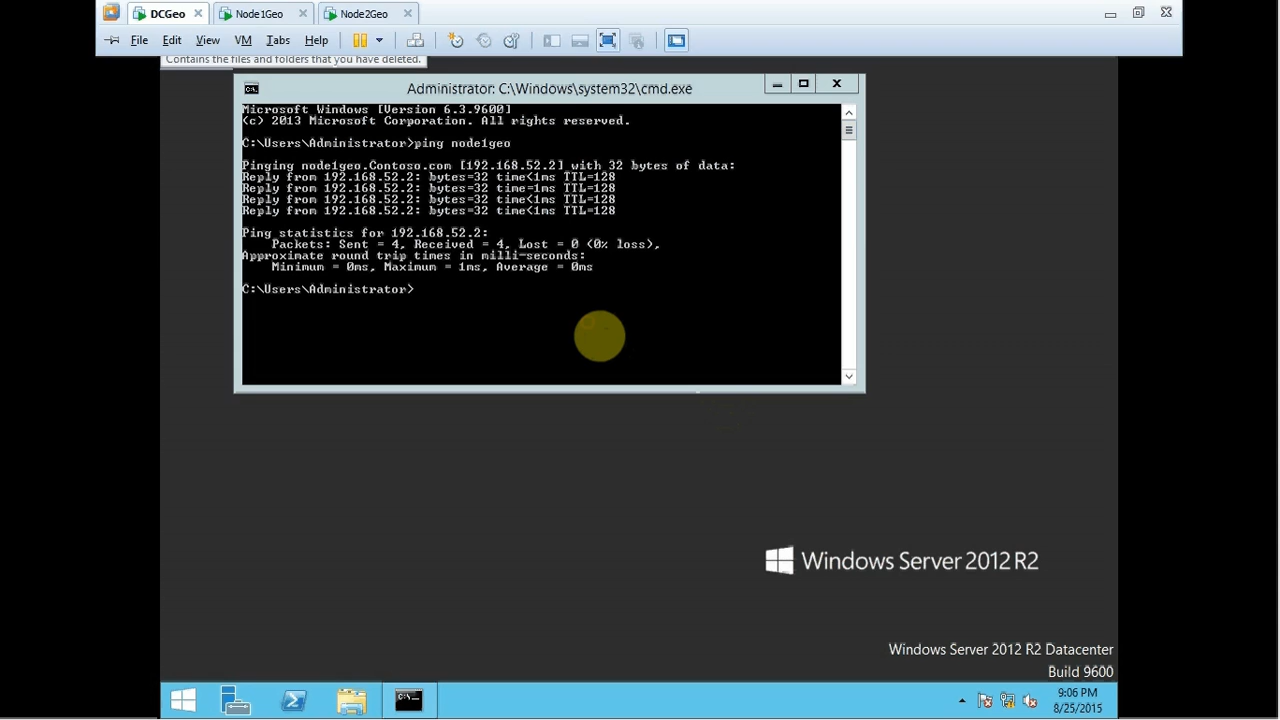 DCGeo
Node1Geo
Node2Geo
File Edit View VM Tabs Help
Contains the files and folders that you have deleted.
Administrator: C:\Windows\system32\cmd.exe
Microsoft Windows [Version 6.3.9600]
(c) 2013 Microsoft Corporation. All rights reserved.
C:\Users\Administrator>ping node1geo
Pinging node1geo.Contoso.com [192.168.52.2] with 32 bytes of data:
Reply from 192.168.52.2: bytes=32 time<1ms TTL=128
Reply from 192.168.52.2: bytes=32 time=1ms TTL=128
Reply from 192.168.52.2: bytes=32 time<1ms TTL=128
Reply from 192.168.52.2: bytes=32 time<1ms TTL=128
Ping statistics for 192.168.52.2:
Packets: Sent = 4, Received = 4, Lost = 0 (0% loss),
Approximate round trip times in milli-seconds:
Minimum = 0ms, Maximum = 1ms, Average = 0ms
C:\Users\Administrator>
Windows Server 2012 R2
Windows Server 2012 R2 Datacenter
Build 9600
9:06 PM
8/25/2015